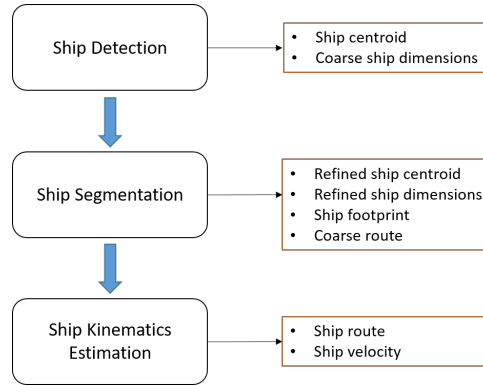 Ship Detection
• Ship centroid
• Coarse ship dimensions
Ship Segmentation
• Refined ship centroid
• Refined ship dimensions
• Ship footprint
• Coarse route
Ship Kinematics
Estimation
• Ship route
• Ship velocity